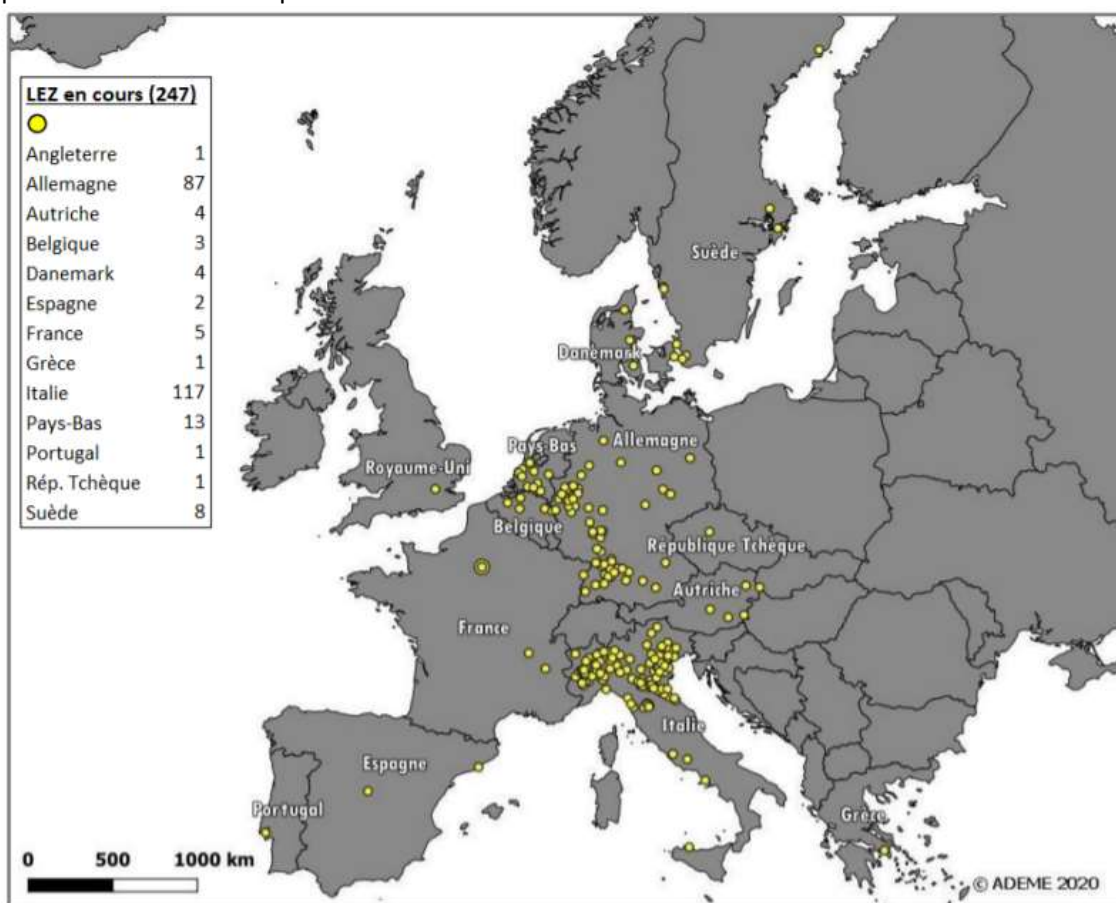 LEZ en cours (247)
Angleterre 1
Allemagne 87
Autriche 4
Belgique 3
Danemark 4
Espagne 2
France 5
Grèce 1
Italie 117
Pays-Bas 13
Portugal 1
Rép. Tchèque 1
Suède 8
Suède
Danemark
Pays-Bas
Allemagne
Royaume-Uni
Belgique
République Tchèque
Autriche
France
Italie
Espagne
Portugal
Grèce
0 500 1000 km
© ADEME 2020